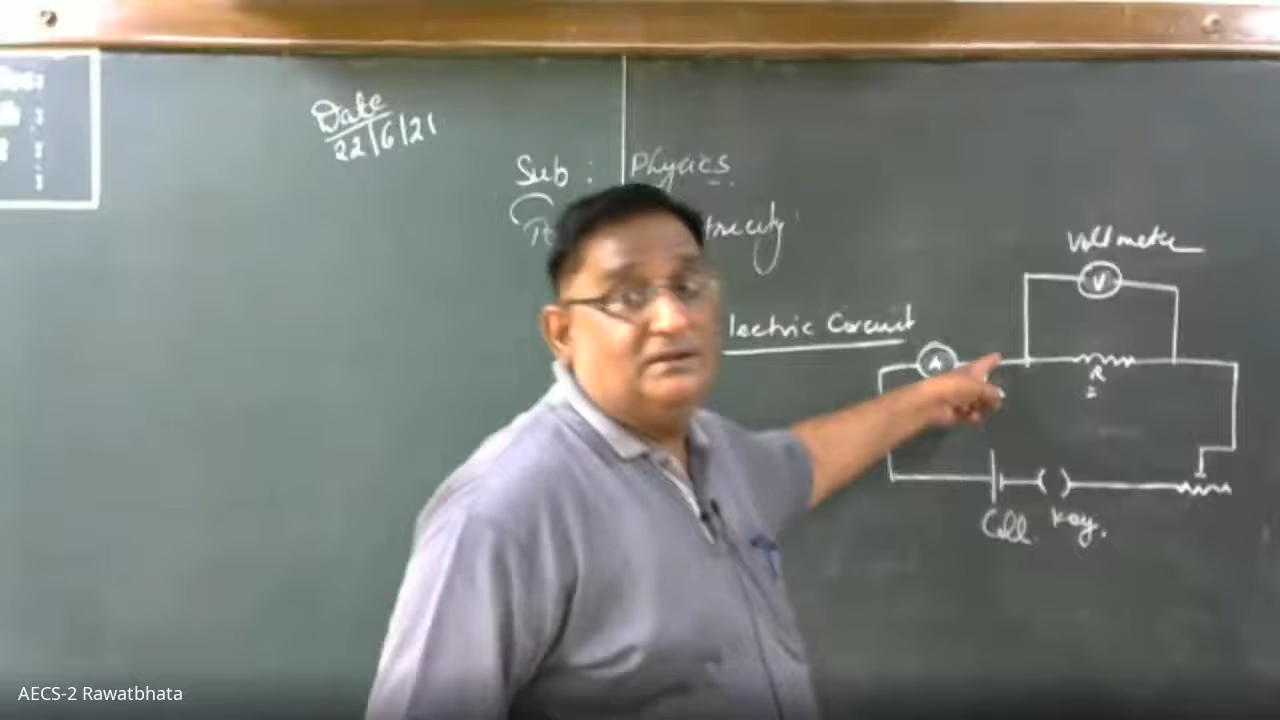 Date
22/6/21
Sub : Physics.
lectric Circuit
Voltmeter
V
A
R
Cell. Key.
AECS-2 Rawatbhata